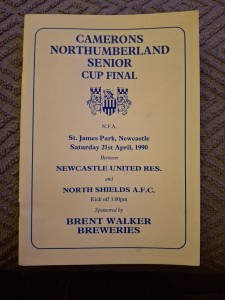 CAMERONS
NORTHUMBERLAND
SENIOR
CUP FINAL
N.F.A.
St. James Park, Newcastle
Saturday 21st April, 1990
Between
NEWCASTLE UNITED RES.
and
NORTH SHIELDS A.F.C.
Kick off 3.00pm
Sponsored by
BRENT WALKER
BREWERIES